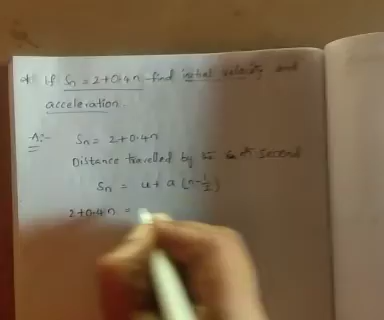 * If Sn = 2+0.4n find initial velocity and
acceleration.
A:- Sn = 2+0.4n
Distance travelled by in nth second
Sn = u+ a (n-1/2)
2+0.4n =